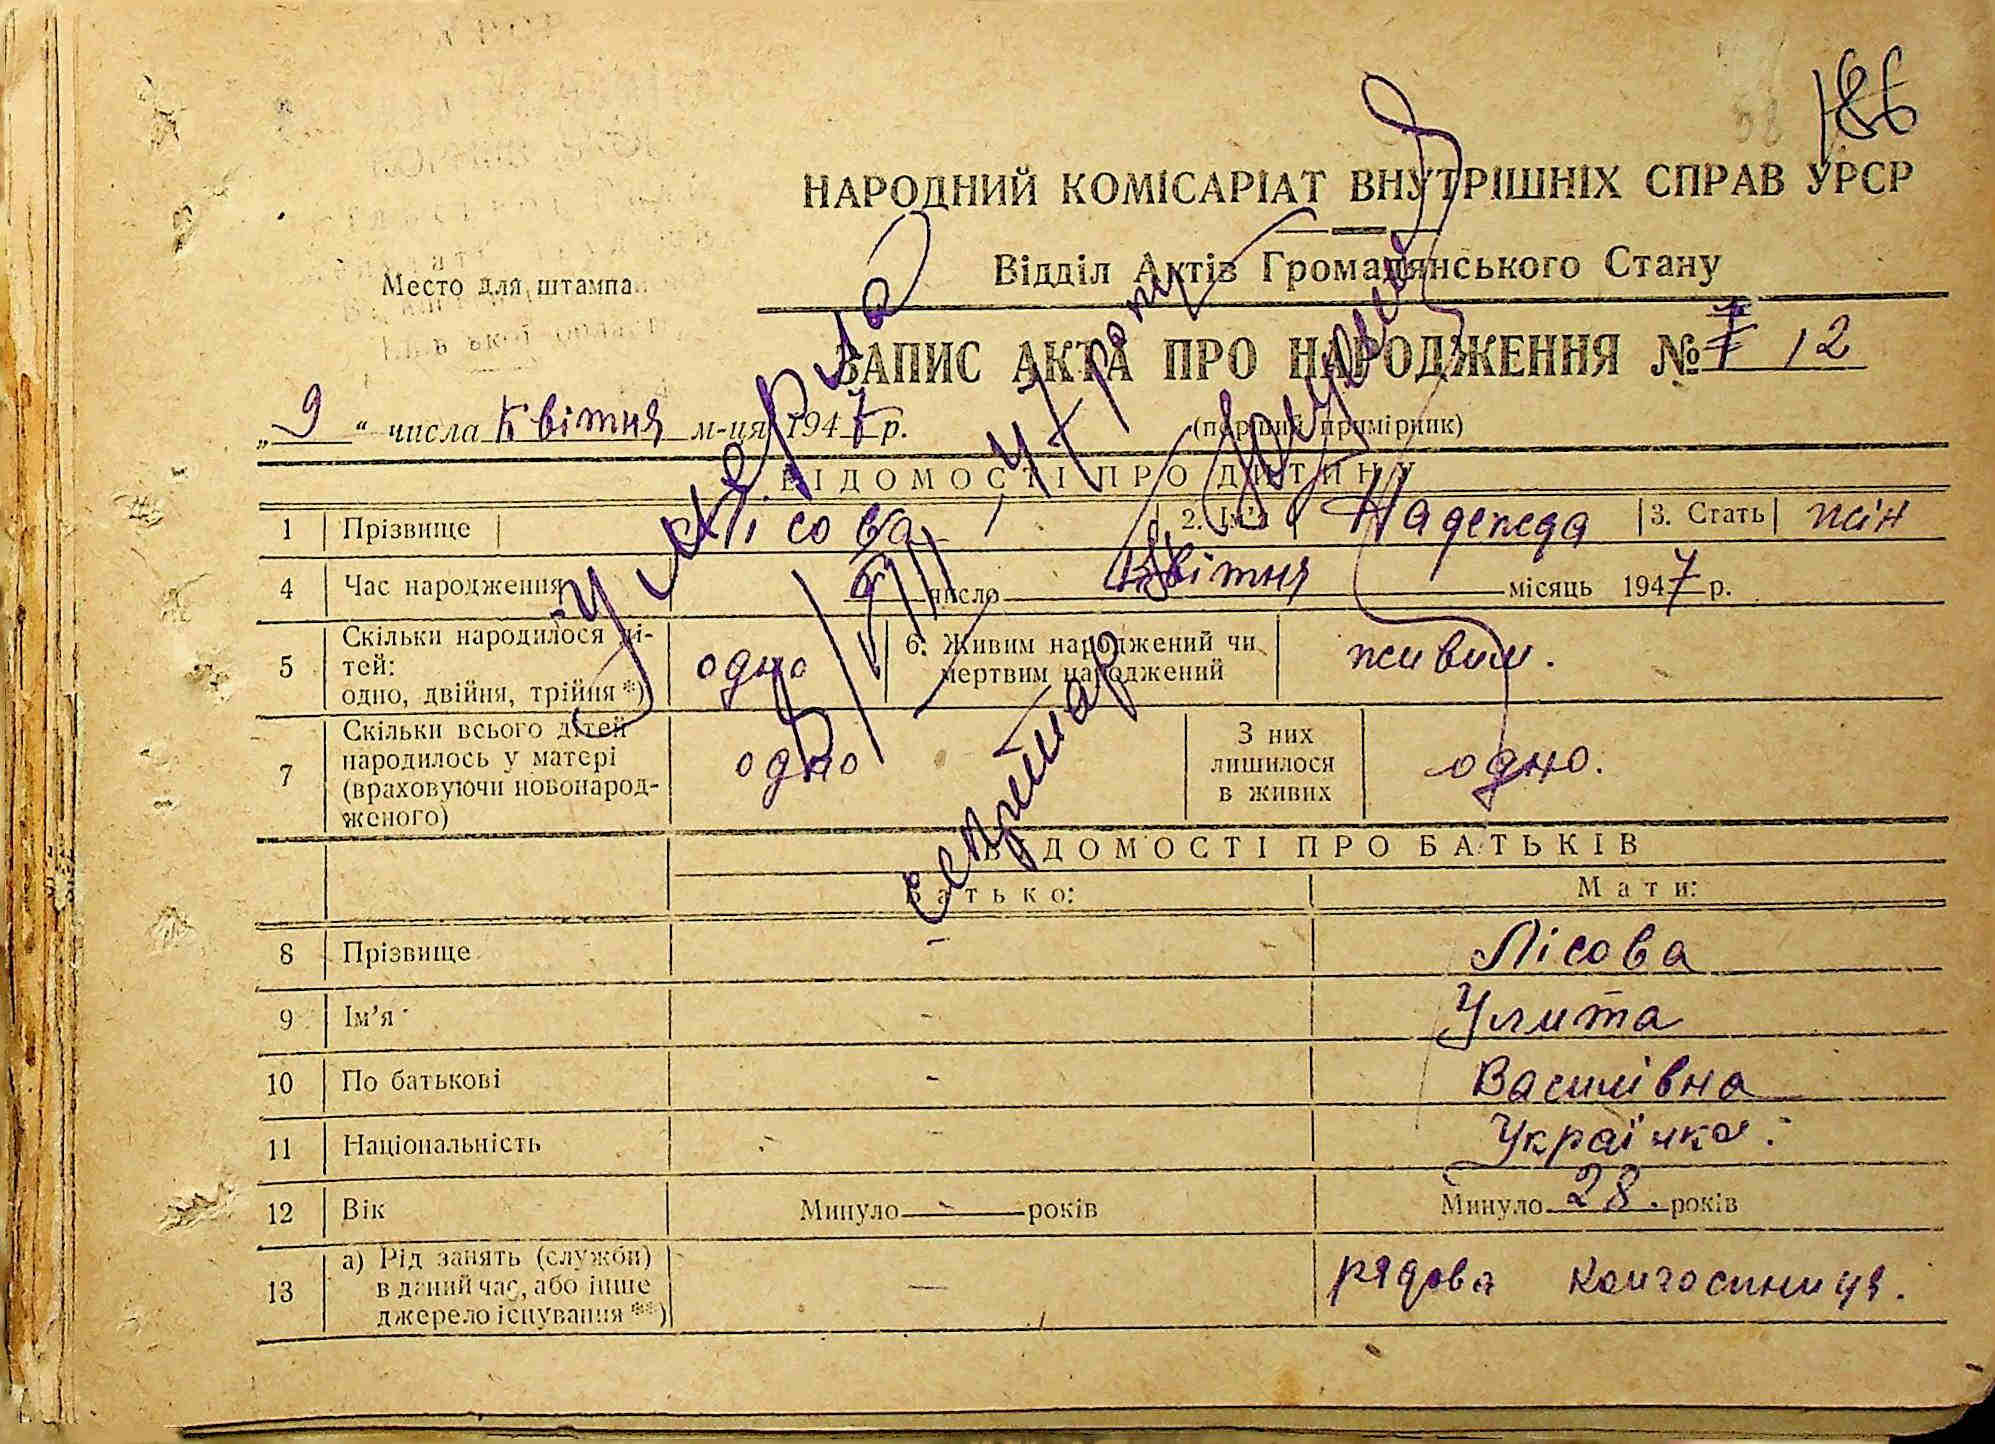 186
НАРОДНИЙ КОМІСАРІАТ ВНУТРІШНІХ СПРАВ УРСР
Відділ Актів Громадянського Стану
Место для штампа
ЗАПИС АКТА ПРО НАРОДЖЕННЯ № 12
„9“ числа Квітня м-ця 1947 р. (перший примірник)
ВІДОМОСТІ ПРО ДИТИНУ
1 Прізвище Лісова 2. Ім'я Надежда 3. Стать жін
4 Час народження число Квітня місяць 1947 р.
5 Скільки народилося ді-
тей:
одно, двійня, трійня *) одно 6. Живим народжений чи
мертвим народжений живим.
7 Скільки всього дітей
народилось у матері
(враховуючи новонарод-
женого) одно З них
лишилося
в живих одно.
умерла
секретар
ВІДОМОСТІ ПРО БАТЬКІВ
Батько: Мати:
8 Прізвище - Лісова
9 Ім'я - Улита
10 По батькові - Василівна
11 Національність - Українка.
12 Вік Минуло - років Минуло 28. років
13 а) Рід занять (служби)
в даний час, або інше
джерело існування **) — рядова колгоспниця.